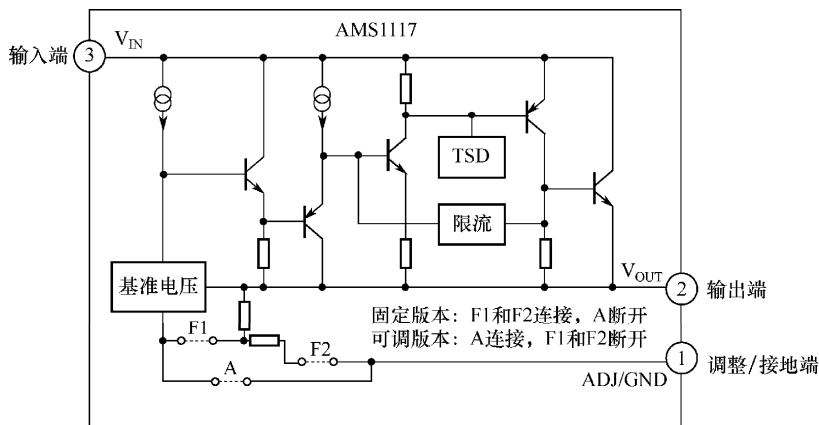 AMS1117
输入端
3
V_IN
TSD
限流
基准电压
V_OUT
2
输出端
固定版本：F1和F2连接，A断开
可调版本：A连接，F1和F2断开
F1
F2
A
1
ADJ/GND
调整/接地端